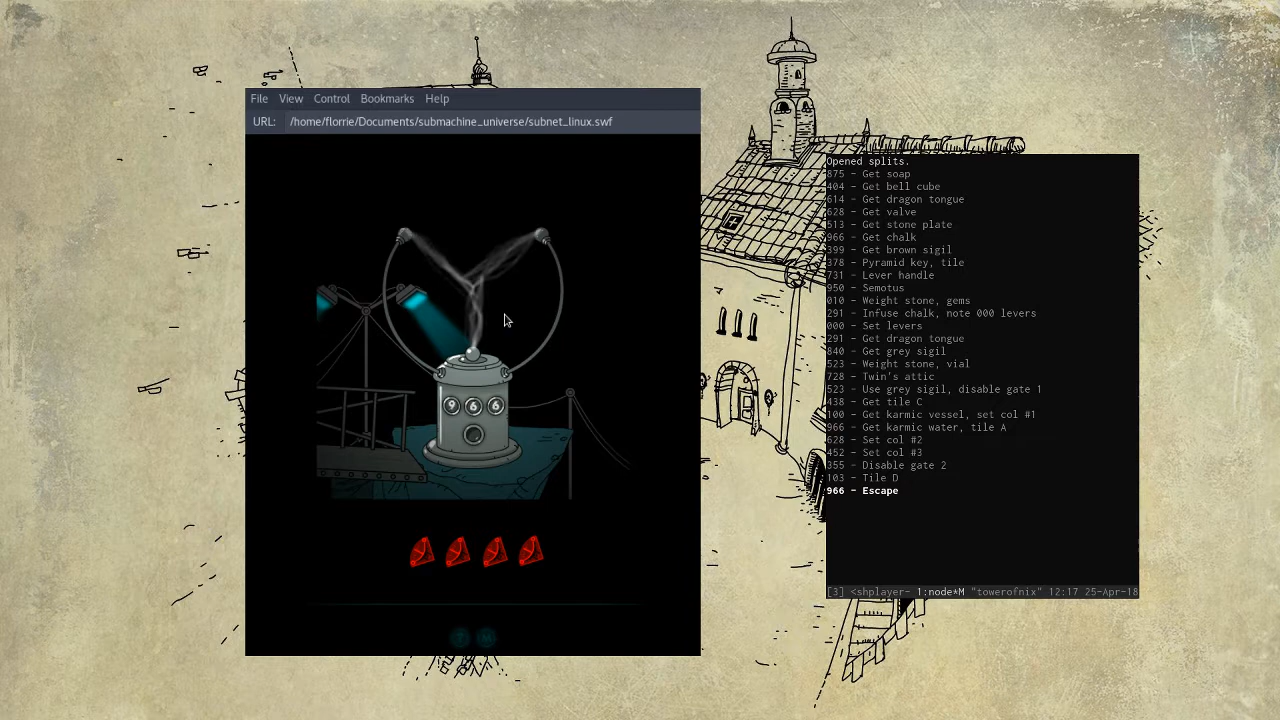 File View Control Bookmarks Help
URL: /home/florrie/Documents/submachine_universe/subnet_linux.swf
9 6 6
Opened splits.
875 - Get soap
404 - Get bell cube
614 - Get dragon tongue
628 - Get valve
513 - Get stone plate
966 - Get chalk
399 - Get brown sigil
378 - Pyramid key, tile
731 - Lever handle
950 - Semotus
010 - Weight stone, gems
291 - Infuse chalk, note 000 levers
000 - Set levers
291 - Get dragon tongue
840 - Get grey sigil
523 - Weight stone, vial
728 - Twin's attic
523 - Use grey sigil, disable gate 1
438 - Get tile C
100 - Get karmic vessel, set col #1
966 - Get karmic water, tile A
628 - Set col #2
452 - Set col #3
355 - Disable gate 2
103 - Tile D
966 - Escape
[3] <shplayer- 1:node*M "towerofnix" 12:17 25-Apr-18